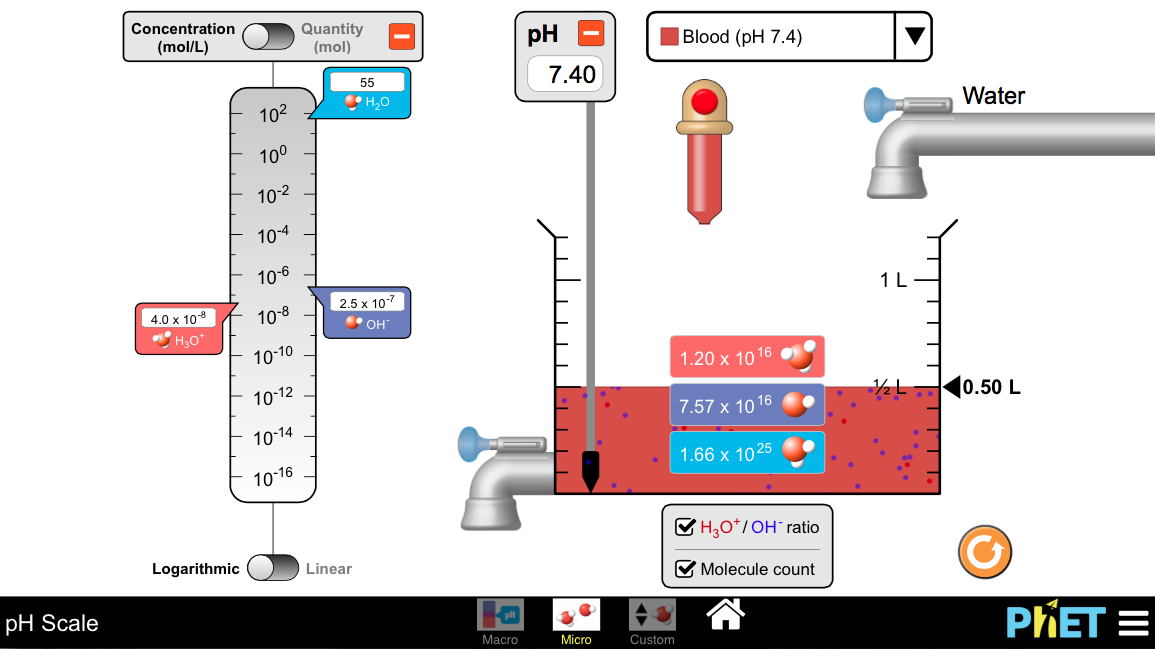 Concentration
(mol/L)
Quantity
(mol)
pH
7.40
Blood (pH 7.4)
Water
55
H₂O
10²
10⁰
10⁻²
10⁻⁴
10⁻⁶
10⁻⁸
10⁻¹⁰
10⁻¹²
10⁻¹⁴
10⁻¹⁶
4.0 x 10⁻⁸
H₃O⁺
2.5 x 10⁻⁷
OH⁻
1 L
½ L
0.50 L
1.20 x 10¹⁶
7.57 x 10¹⁶
1.66 x 10²⁵
H₃O⁺ / OH⁻ ratio
Molecule count
Logarithmic
Linear
pH Scale
pH
Macro
Micro
Custom
PhET